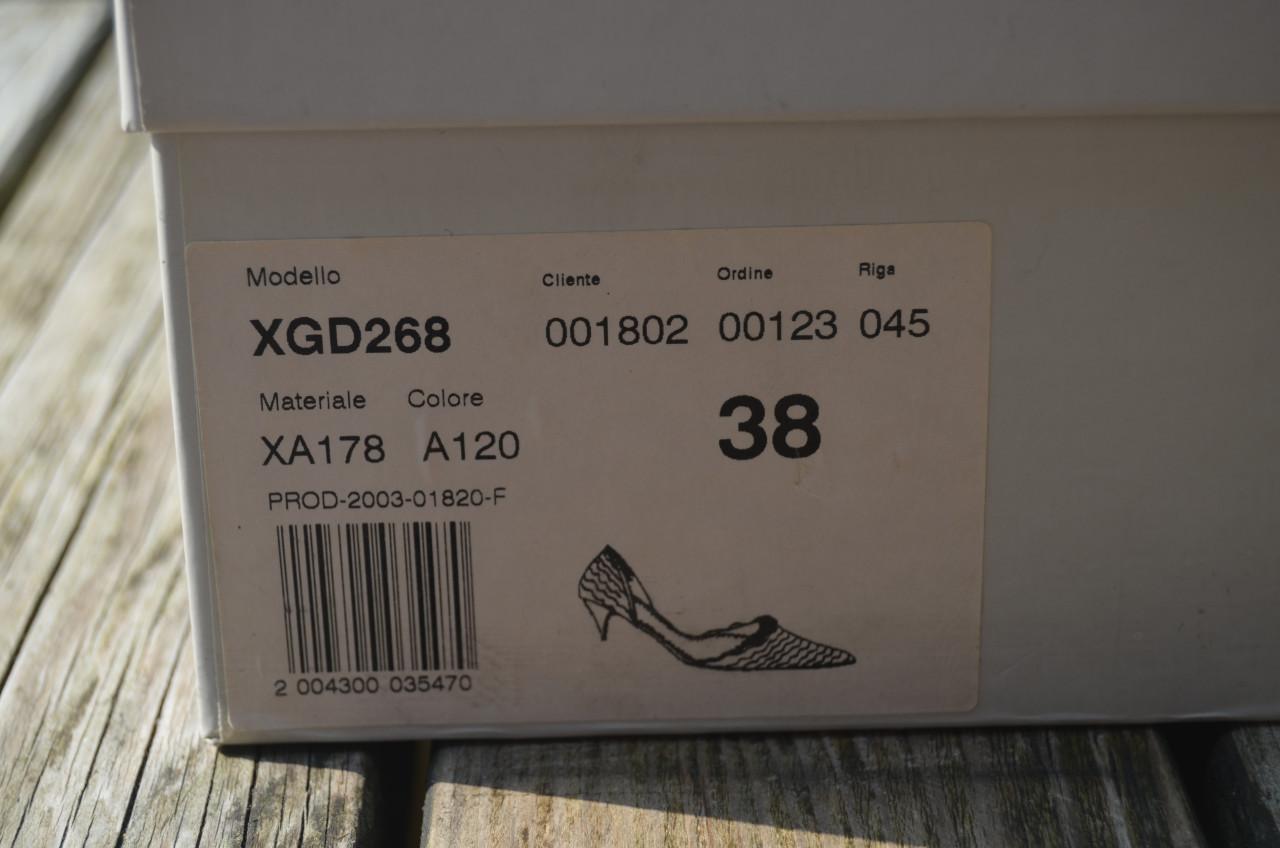 Modello Cliente Ordine Riga
XGD268 001802 00123 045
Materiale Colore
XA178 A120 38
PROD-2003-01820-F
2 004300 035470